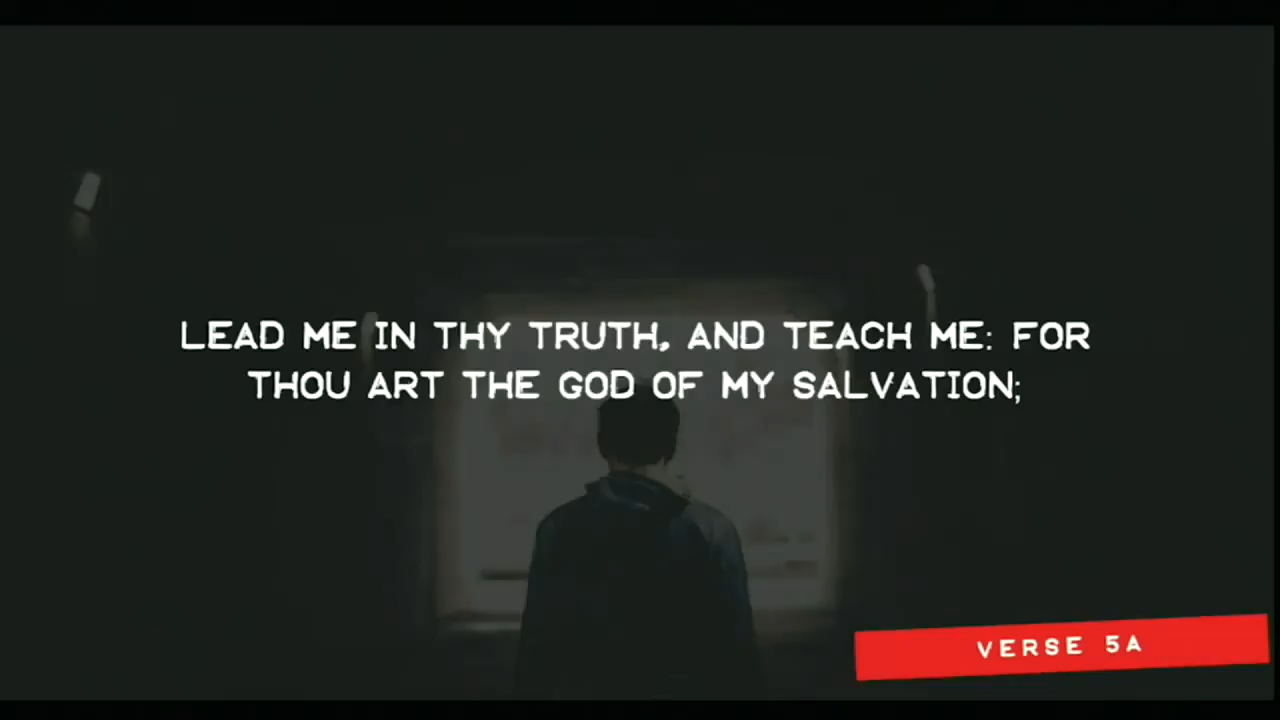 LEAD ME IN THY TRUTH, AND TEACH ME: FOR
THOU ART THE GOD OF MY SALVATION;
VERSE 5A